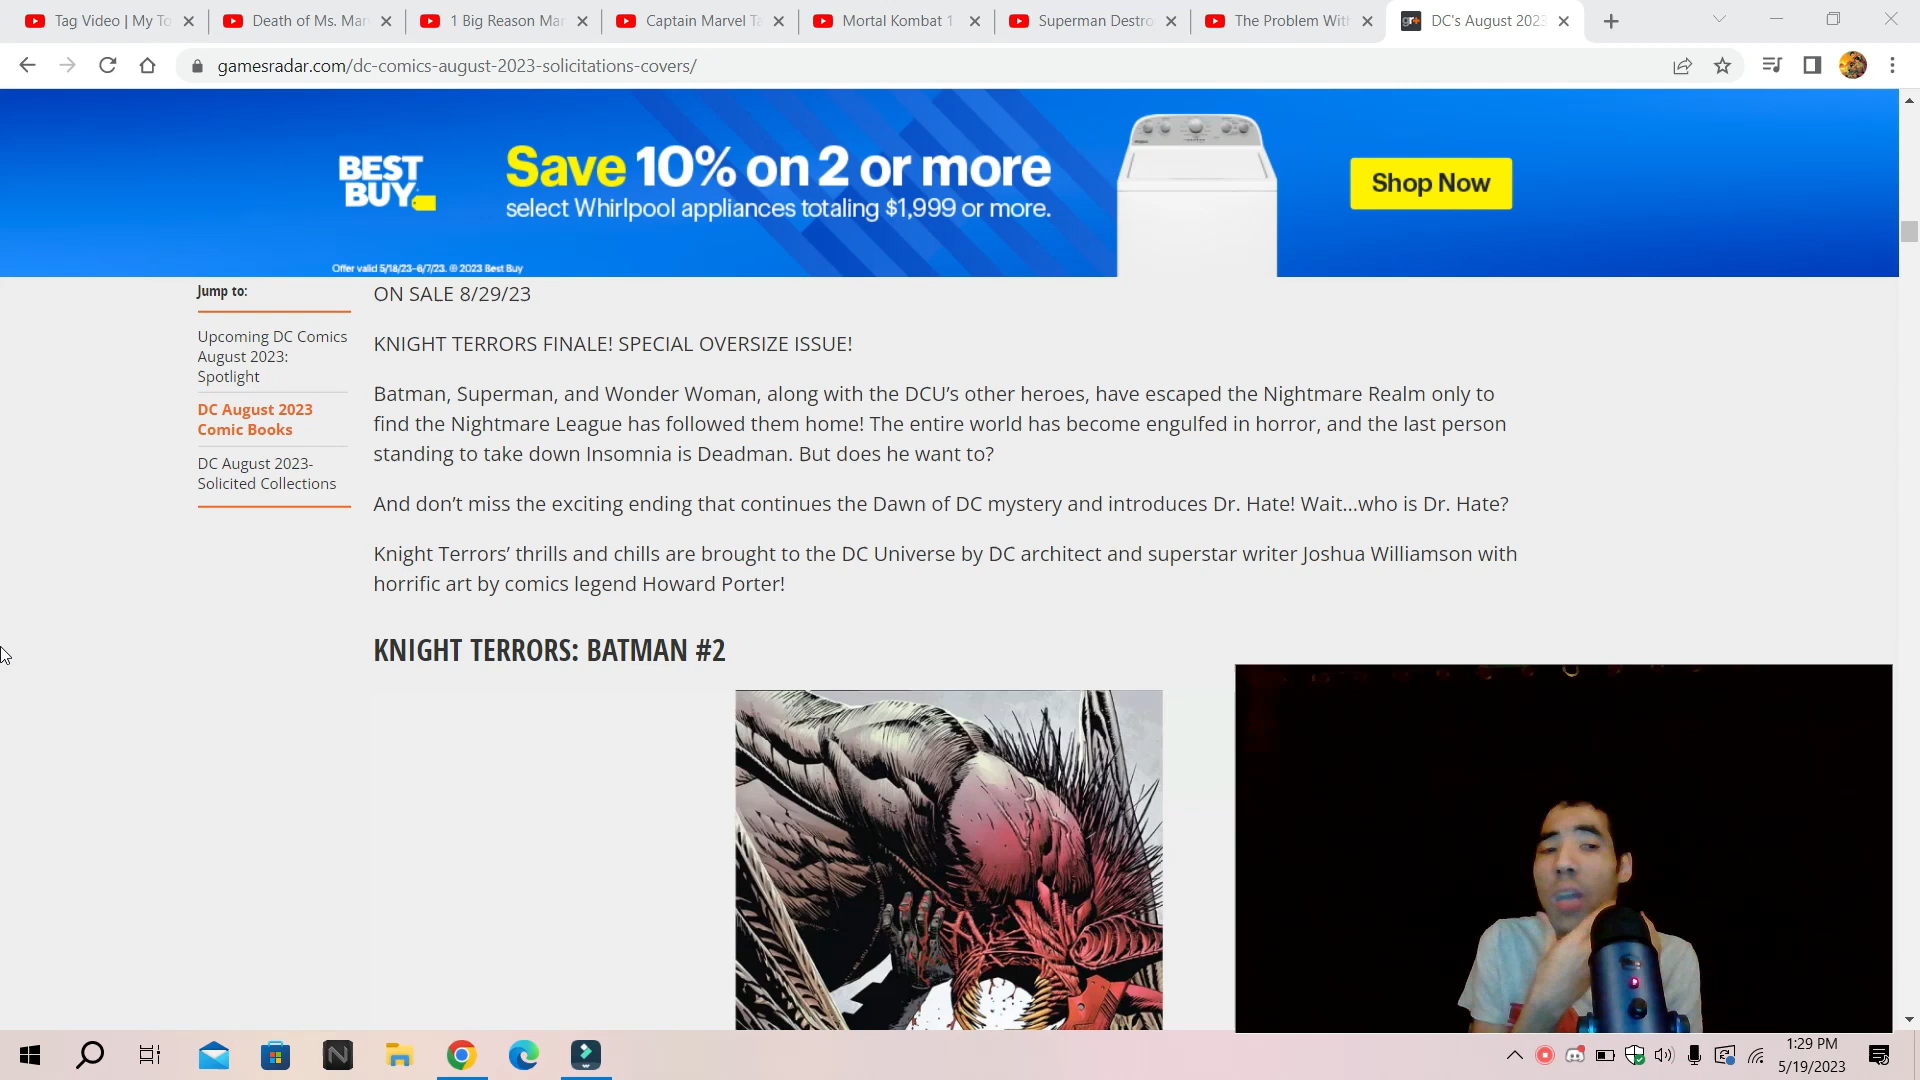 Tag Video | My To
Death of Ms. Mar
1 Big Reason Mar
Captain Marvel Ta
Mortal Kombat 1
Superman Destro
The Problem With
DC's August 2023
gamesradar.com/dc-comics-august-2023-solicitations-covers/
BEST BUY
Save 10% on 2 or more
select Whirlpool appliances totaling $1,999 or more.
Shop Now
Offer valid 5/18/23–6/7/23. © 2023 Best Buy
Jump to:
Upcoming DC Comics
August 2023:
Spotlight
DC August 2023
Comic Books
DC August 2023-
Solicited Collections
ON SALE 8/29/23
KNIGHT TERRORS FINALE! SPECIAL OVERSIZE ISSUE!
Batman, Superman, and Wonder Woman, along with the DCU’s other heroes, have escaped the Nightmare Realm only to
find the Nightmare League has followed them home! The entire world has become engulfed in horror, and the last person
standing to take down Insomnia is Deadman. But does he want to?
And don’t miss the exciting ending that continues the Dawn of DC mystery and introduces Dr. Hate! Wait…who is Dr. Hate?
Knight Terrors’ thrills and chills are brought to the DC Universe by DC architect and superstar writer Joshua Williamson with
horrific art by comics legend Howard Porter!
KNIGHT TERRORS: BATMAN #2
1:29 PM
5/19/2023